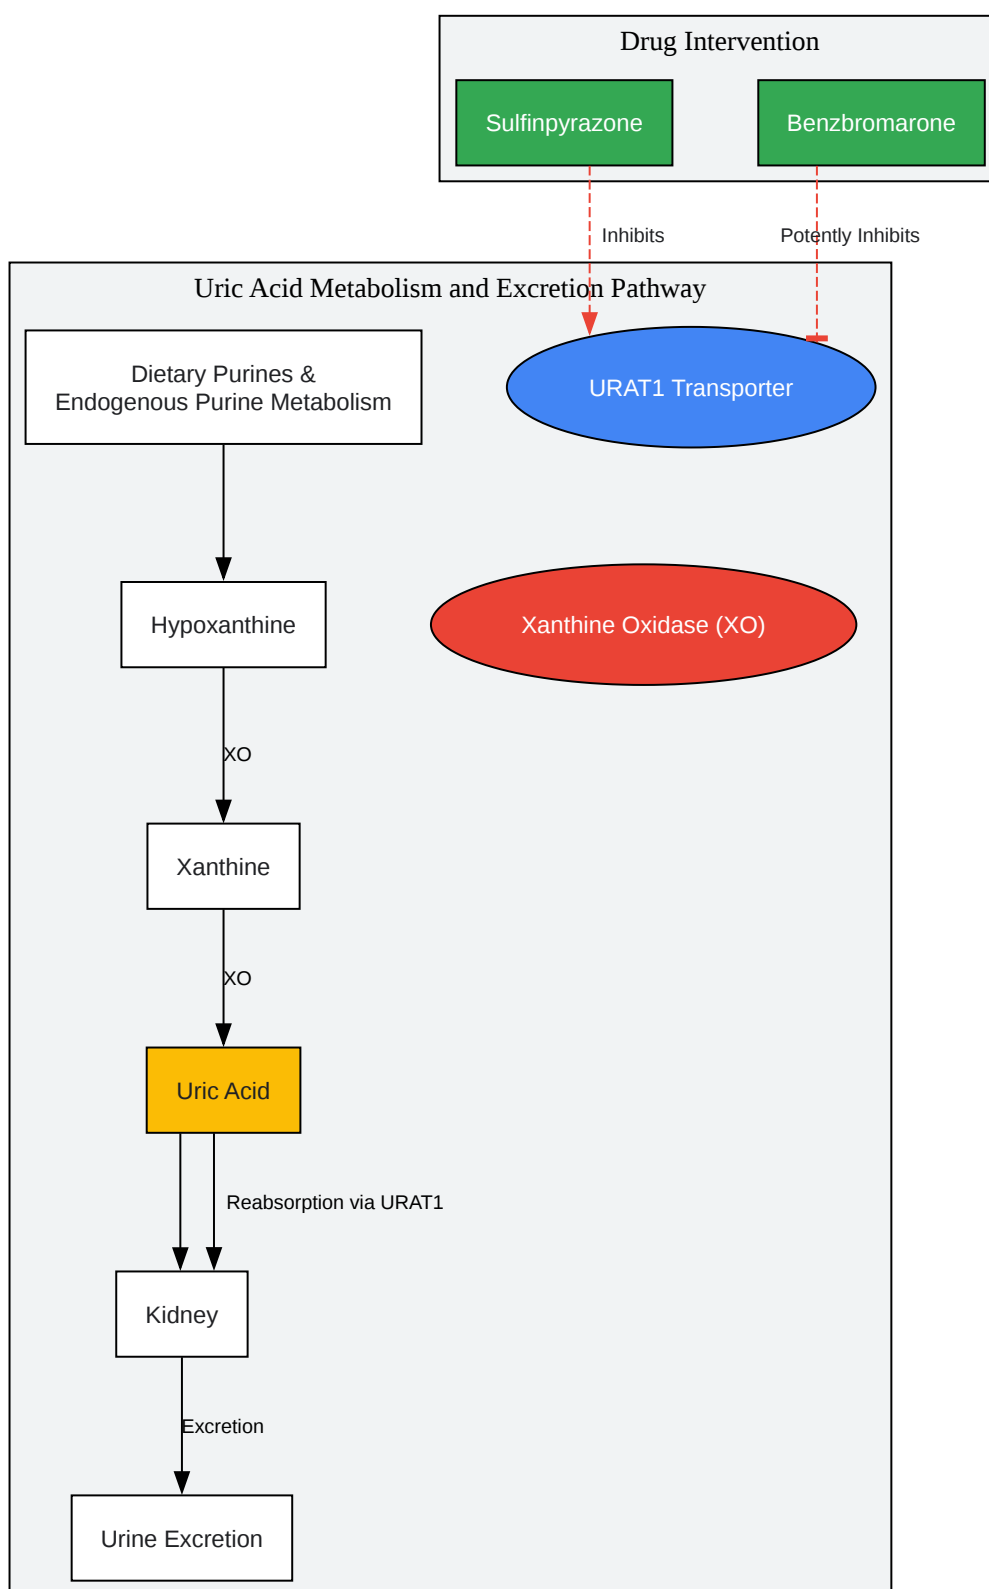 Drug Intervention
Sulfinpyrazone
Benzbromarone
Inhibits
Potently Inhibits
Uric Acid Metabolism and Excretion Pathway
Dietary Purines &
Endogenous Purine Metabolism
URAT1 Transporter
Hypoxanthine
Xanthine Oxidase (XO)
XO
Xanthine
XO
Uric Acid
Reabsorption via URAT1
Kidney
Excretion
Urine Excretion